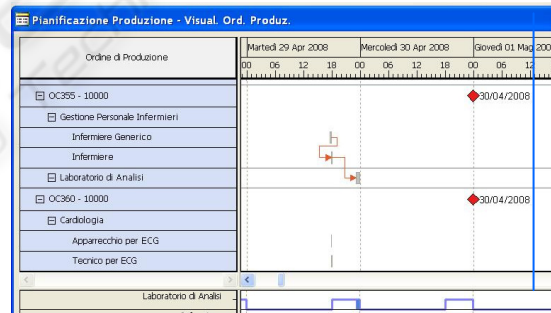 Pianificazione Produzione - Visual. Ord. Produz.
Ordine di Produzione
Martedì 29 Apr 2008 Mercoledì 30 Apr 2008 Giovedì 01 Mag 200
00 06 12 18 00 06 12 18 00 06 12
OC355 - 10000 30/04/2008
Gestione Personale Infermieri
Infermiere Generico
Infermiere
Laboratorio di Analisi
OC360 - 10000 30/04/2008
Cardiologia
Apparrecchio per ECG
Tecnico per ECG
Laboratorio di Analisi